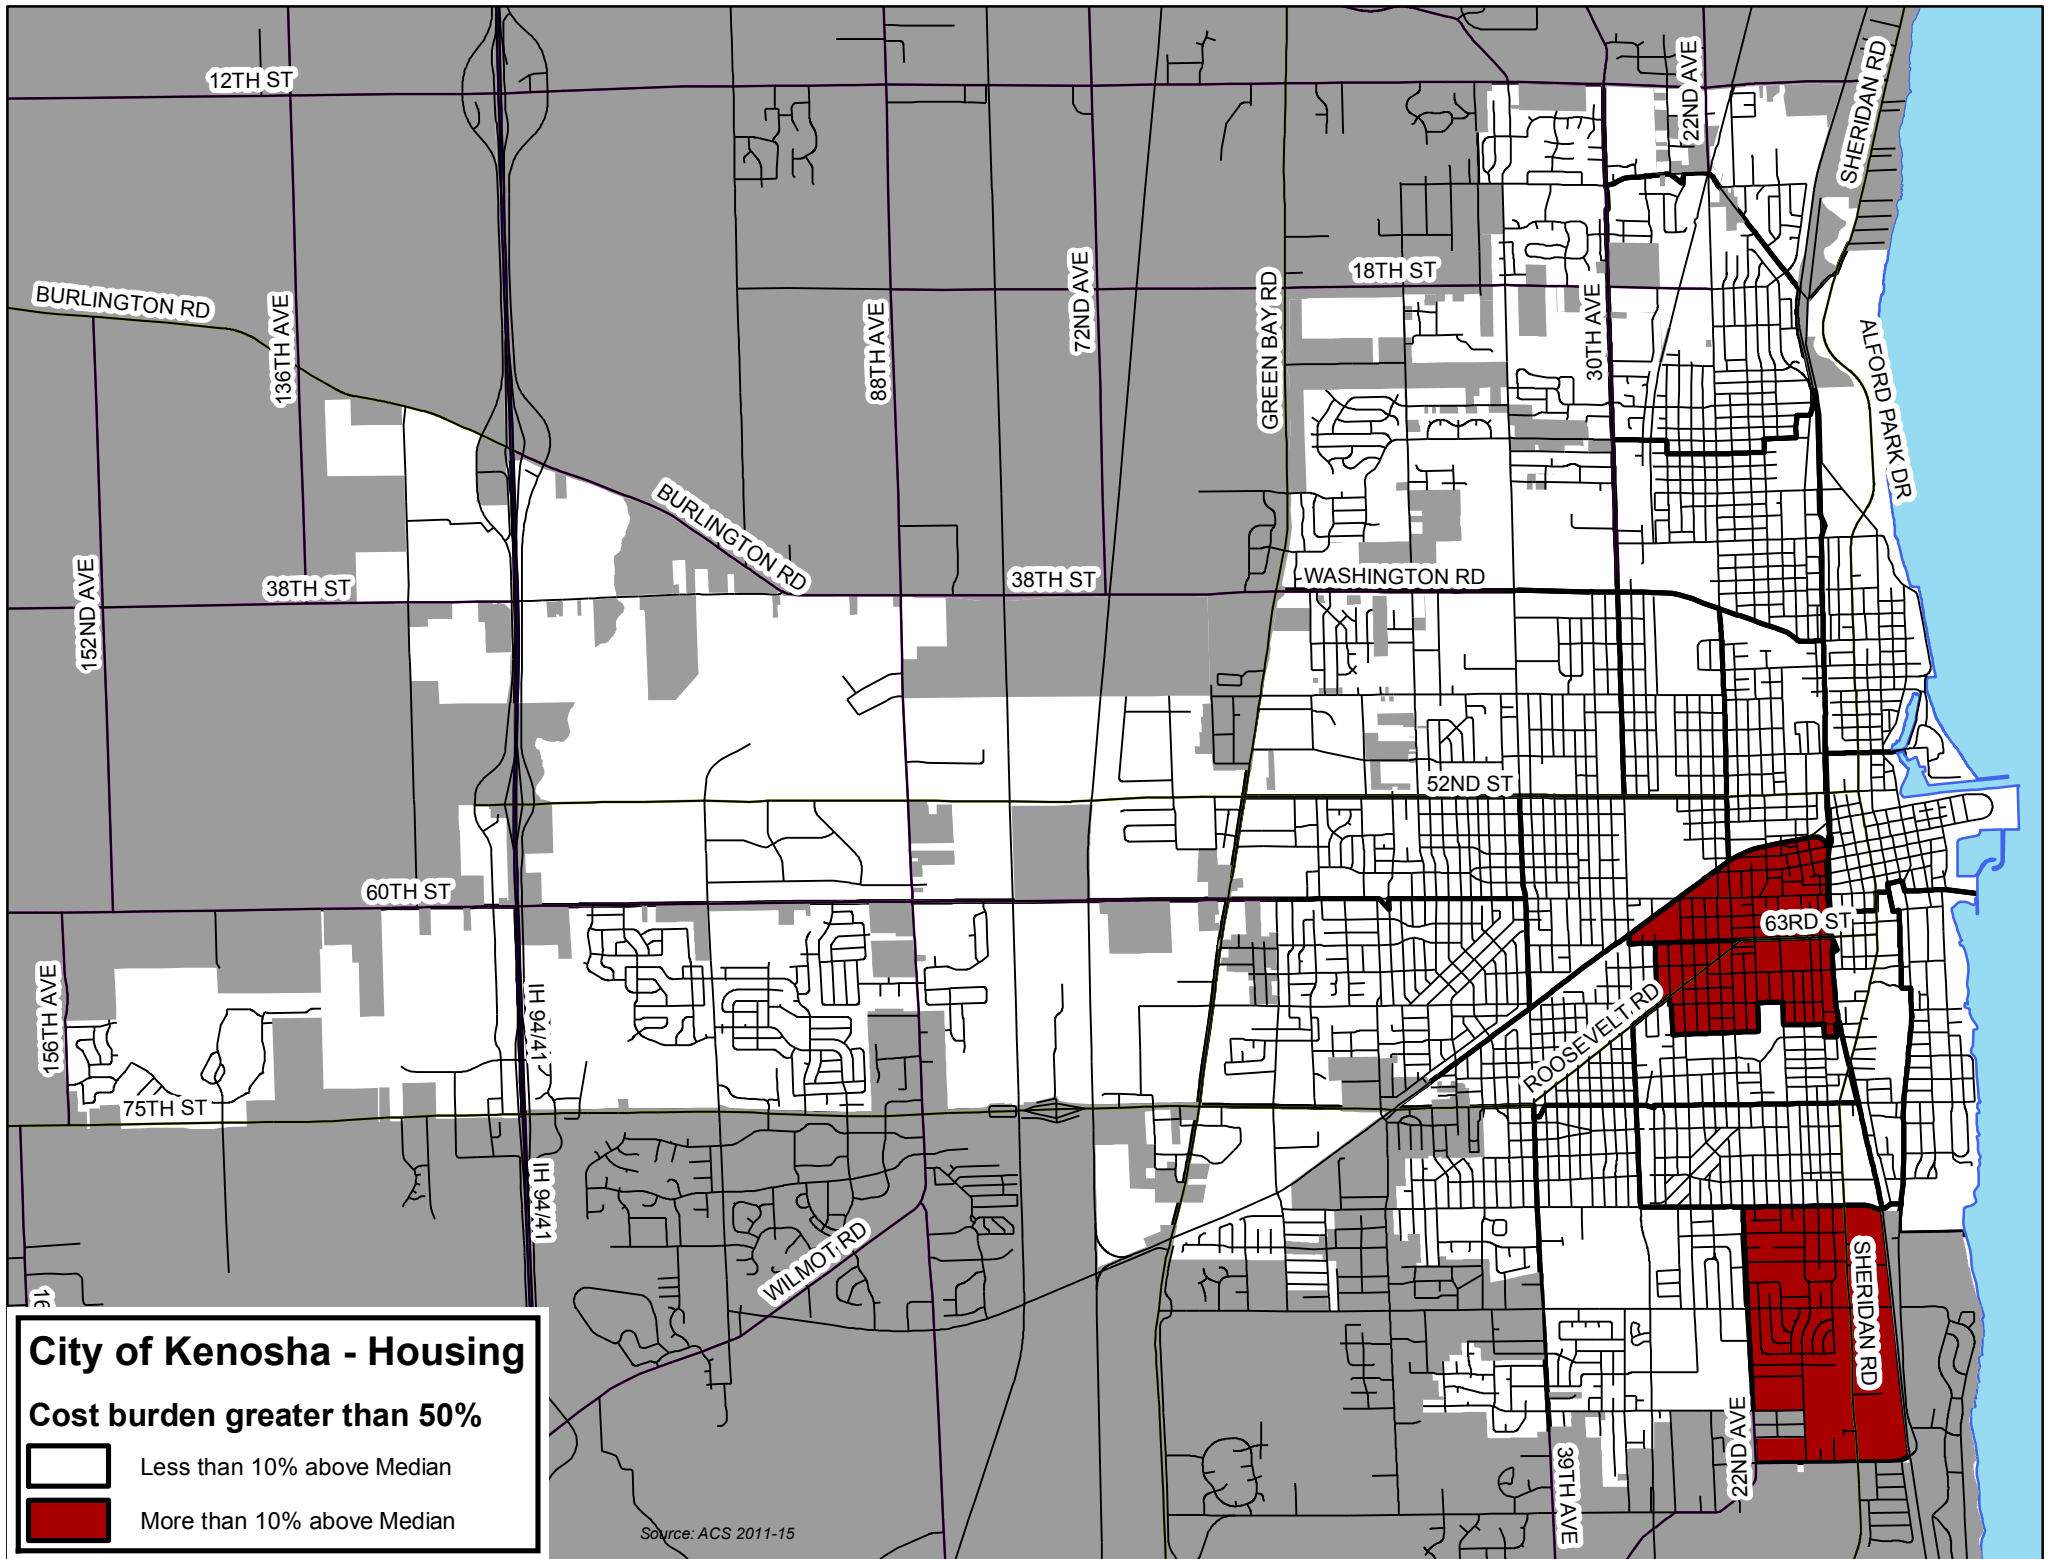 12TH ST
22ND AVE
SHERIDAN RD
BURLINGTON RD
136TH AVE
88TH AVE
72ND AVE
GREEN BAY RD
18TH ST
30TH AVE
ALFORD PARK DR
BURLINGTON RD
152ND AVE
38TH ST
38TH ST
WASHINGTON RD
52ND ST
60TH ST
63RD ST
156TH AVE
IH 94/41
ROOSEVELT RD
75TH ST
IH 94/41
WILMOT RD
SHERIDAN RD
22ND AVE
39TH AVE
City of Kenosha - Housing
Cost burden greater than 50%
Less than 10% above Median
More than 10% above Median
Source: ACS 2011-15